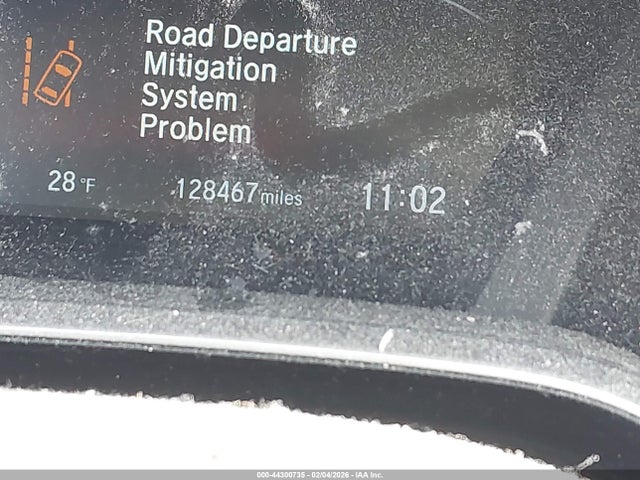 Road Departure
Mitigation
System
Problem
28°F 128467 miles 11:02
000-44300735 - 02/04/2026 - IAA Inc.